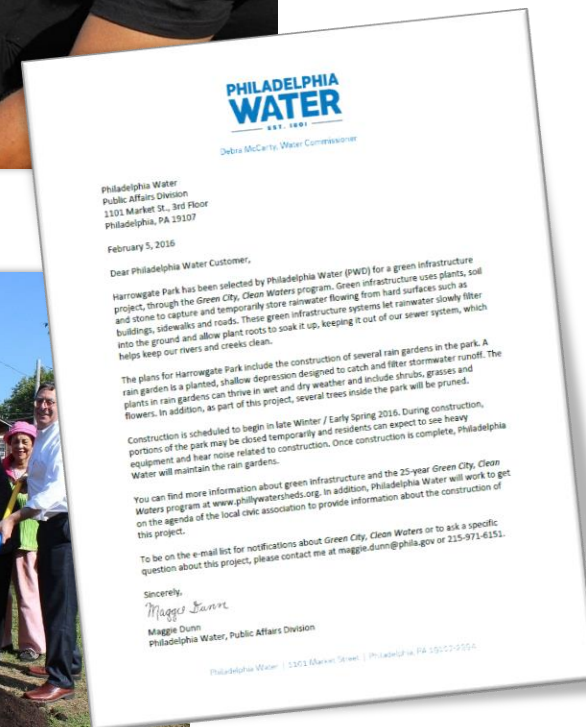 PHILADELPHIA
WATER
EST. 1801
Debra McCarty, Water Commissioner
Philadelphia Water
Public Affairs Division
1101 Market St., 3rd Floor
Philadelphia, PA 19107
February 5, 2016
Dear Philadelphia Water Customer,
Harrowgate Park has been selected by Philadelphia Water (PWD) for a green infrastructure
project, through the Green City, Clean Waters program. Green infrastructure uses plants, soil
and stone to capture and temporarily store rainwater flowing from hard surfaces such as
buildings, sidewalks and roads. These green infrastructure systems let rainwater slowly filter
into the ground and allow plant roots to soak it up, keeping it out of our sewer system, which
helps keep our rivers and creeks clean.
The plans for Harrowgate Park include the construction of several rain gardens in the park. A
rain garden is a planted, shallow depression designed to catch and filter stormwater runoff. The
plants in rain gardens can thrive in wet and dry weather and include shrubs, grasses and
flowers. In addition, as part of this project, several trees inside the park will be pruned.
Construction is scheduled to begin in late Winter / Early Spring 2016. During construction,
portions of the park may be closed temporarily and residents can expect to see heavy
equipment and hear noise related to construction. Once construction is complete, Philadelphia
Water will maintain the rain gardens.
You can find more information about green infrastructure and the 25-year Green City, Clean
Waters program at www.phillywatersheds.org. In addition, Philadelphia Water will work to get
on the agenda of the local civic association to provide information about the construction of
this project.
To be on the e-mail list for notifications about Green City, Clean Waters or to ask a specific
question about this project, please contact me at maggie.dunn@phila.gov or 215-971-6151.
Sincerely,
Maggie Dunn
Maggie Dunn
Philadelphia Water, Public Affairs Division
Philadelphia Water | 1101 Market Street | Philadelphia, PA